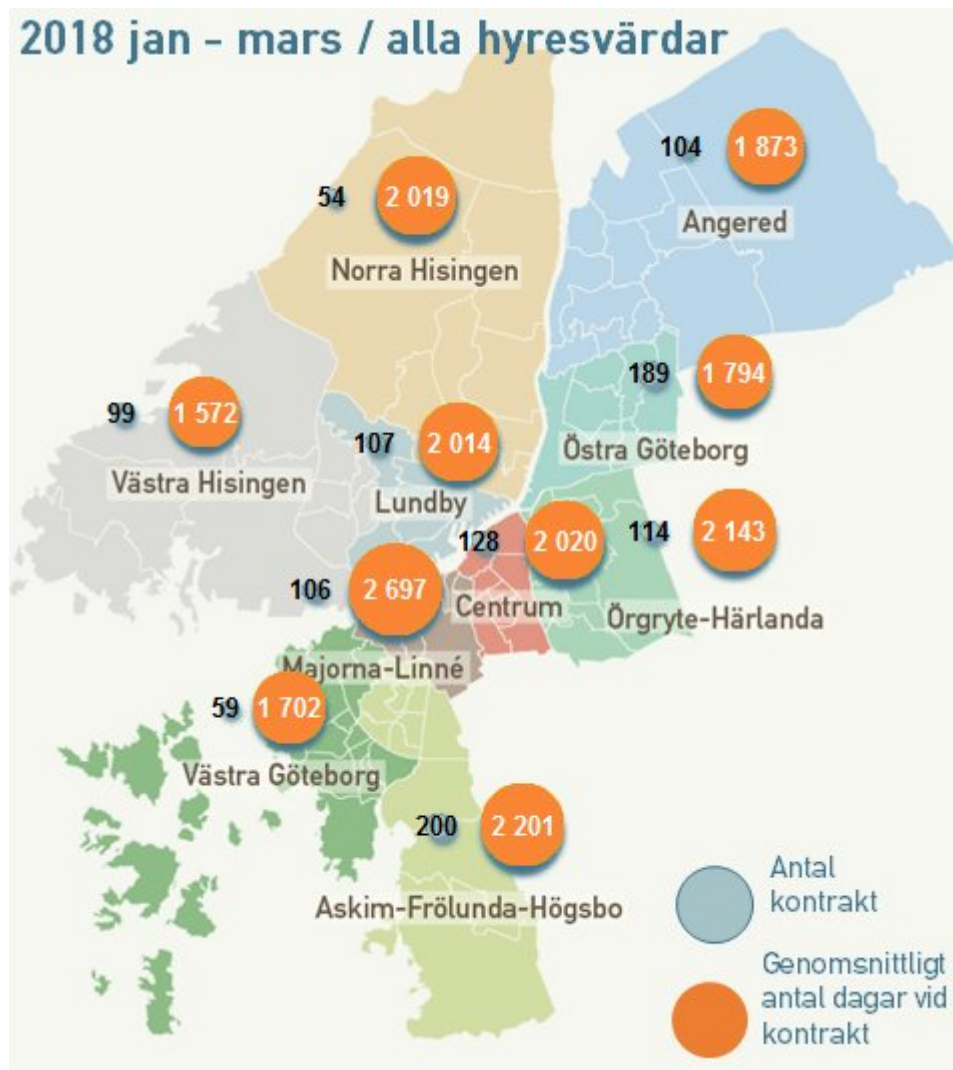 2018 jan - mars / alla hyresvärdar
104 1 873
Angered
54 2 019
Norra Hisingen
189 1 794
Östra Göteborg
99 1 572
Västra Hisingen
107 2 014
Lundby
128 2 020
Centrum
114 2 143
Örgryte-Härlanda
106 2 697
Majorna-Linné
59 1 702
Västra Göteborg
200 2 201
Askim-Frölunda-Högsbo
Antal
kontrakt
Genomsnittligt
antal dagar vid
kontrakt